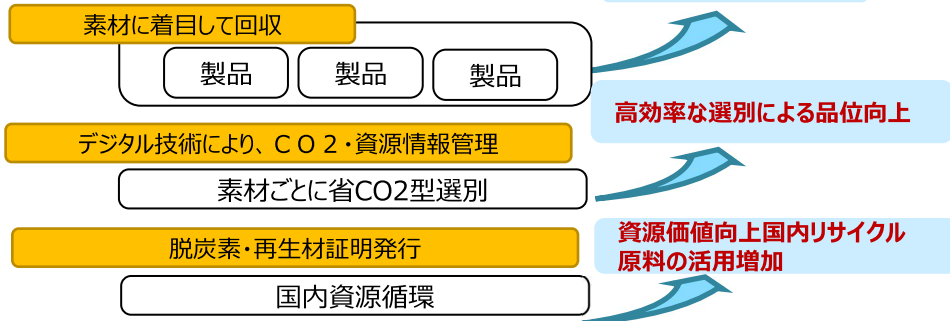 素材に着目して回収
製品 製品 製品
高効率な選別による品位向上
デジタル技術により、ＣＯ２・資源情報管理
素材ごとに省CO2型選別
脱炭素・再生材証明発行
資源価値向上国内リサイクル
原料の活用増加
国内資源循環